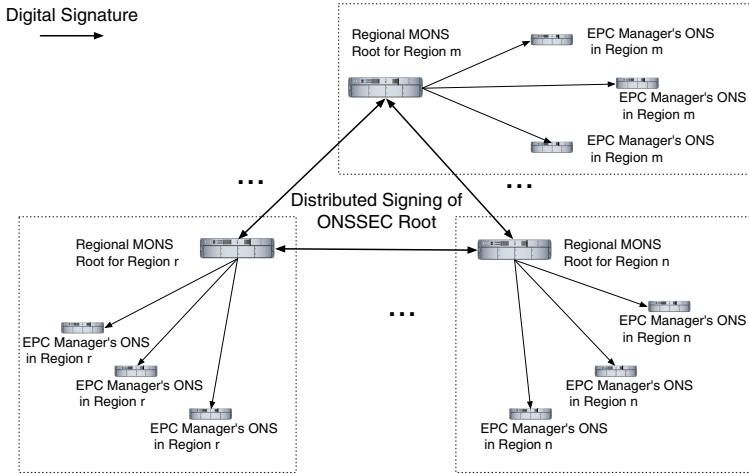 Digital Signature
Regional MONS
Root for Region m
EPC Manager's ONS
in Region m
EPC Manager's ONS
in Region m
EPC Manager's ONS
in Region m
...
...
Distributed Signing of
ONSSEC Root
Regional MONS
Root for Region r
Regional MONS
Root for Region n
...
EPC Manager's ONS
in Region r
EPC Manager's ONS
in Region r
EPC Manager's ONS
in Region r
EPC Manager's ONS
in Region n
EPC Manager's ONS
in Region n
EPC Manager's ONS
in Region n